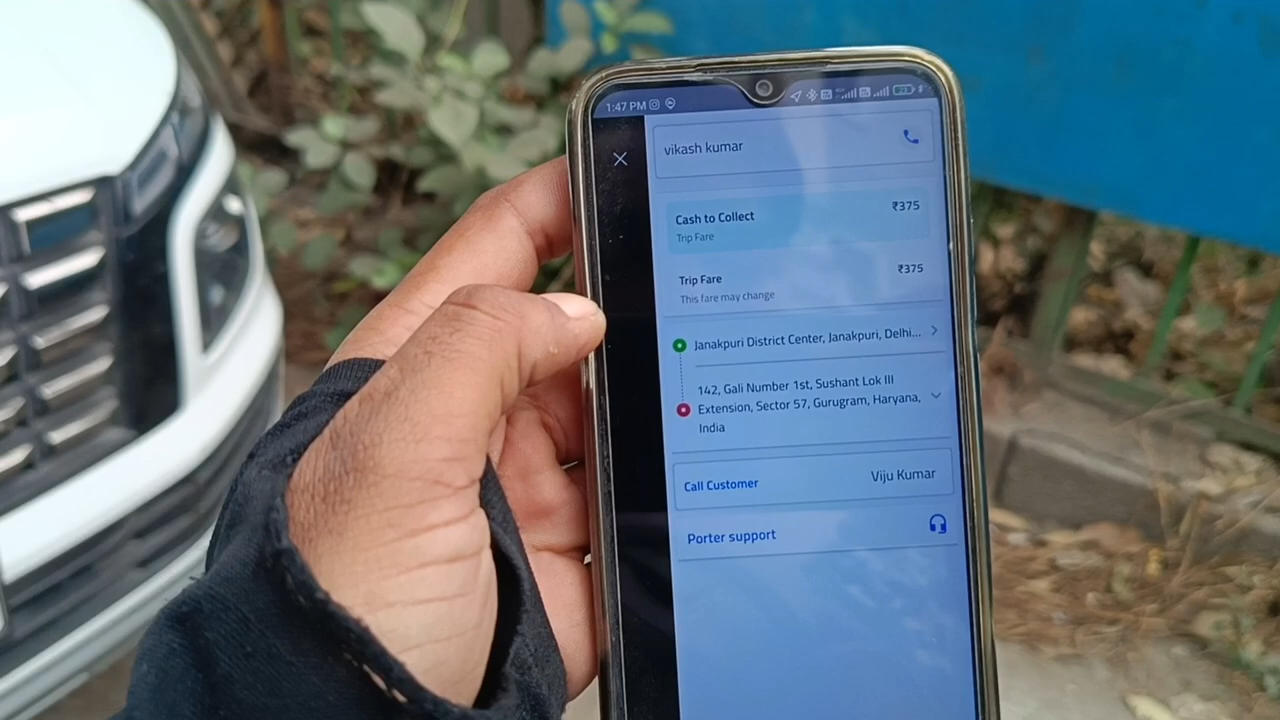 1:47 PM
23
vikash kumar
Cash to Collect ₹375
Trip Fare
Trip Fare ₹375
This fare may change
Janakpuri District Center, Janakpuri, Delhi...
142, Gali Number 1st, Sushant Lok III
Extension, Sector 57, Gurugram, Haryana,
India
Call Customer Viju Kumar
Porter support